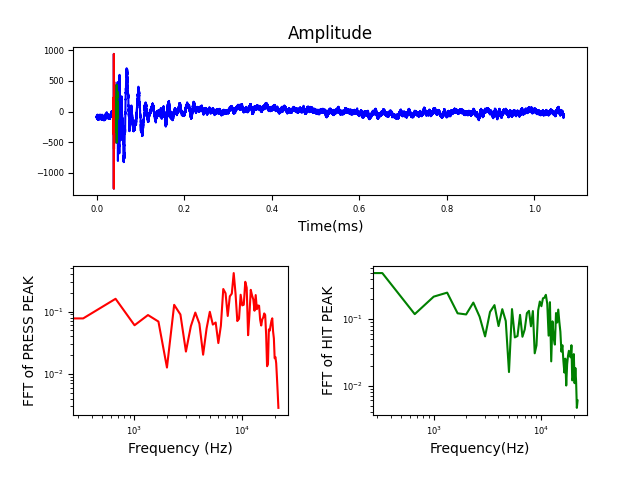 Amplitude
1000
500
0
−500
−1000
0.0 0.2 0.4 0.6 0.8 1.0
Time(ms)
FFT of PRESS PEAK
10⁻¹
10⁻²
10³ 10⁴
Frequency (Hz)
FFT of HIT PEAK
10⁻¹
10⁻²
10³ 10⁴
Frequency(Hz)